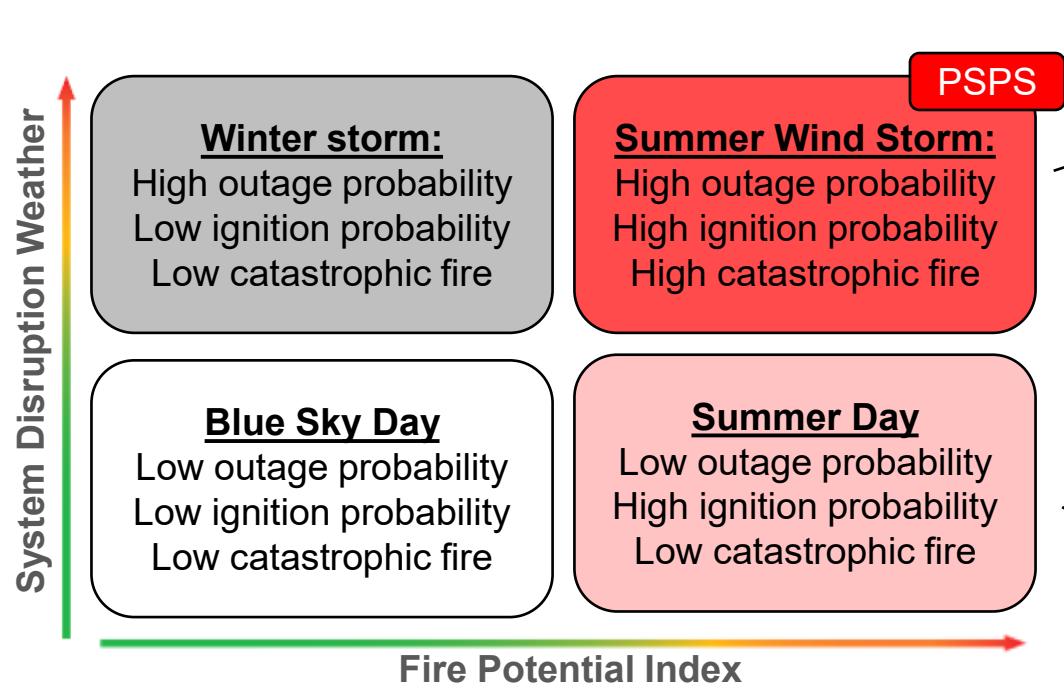 PSPS
System Disruption Weather
Winter storm:
High outage probability
Low ignition probability
Low catastrophic fire
Summer Wind Storm:
High outage probability
High ignition probability
High catastrophic fire
Blue Sky Day
Low outage probability
Low ignition probability
Low catastrophic fire
Summer Day
Low outage probability
High ignition probability
Low catastrophic fire
Fire Potential Index